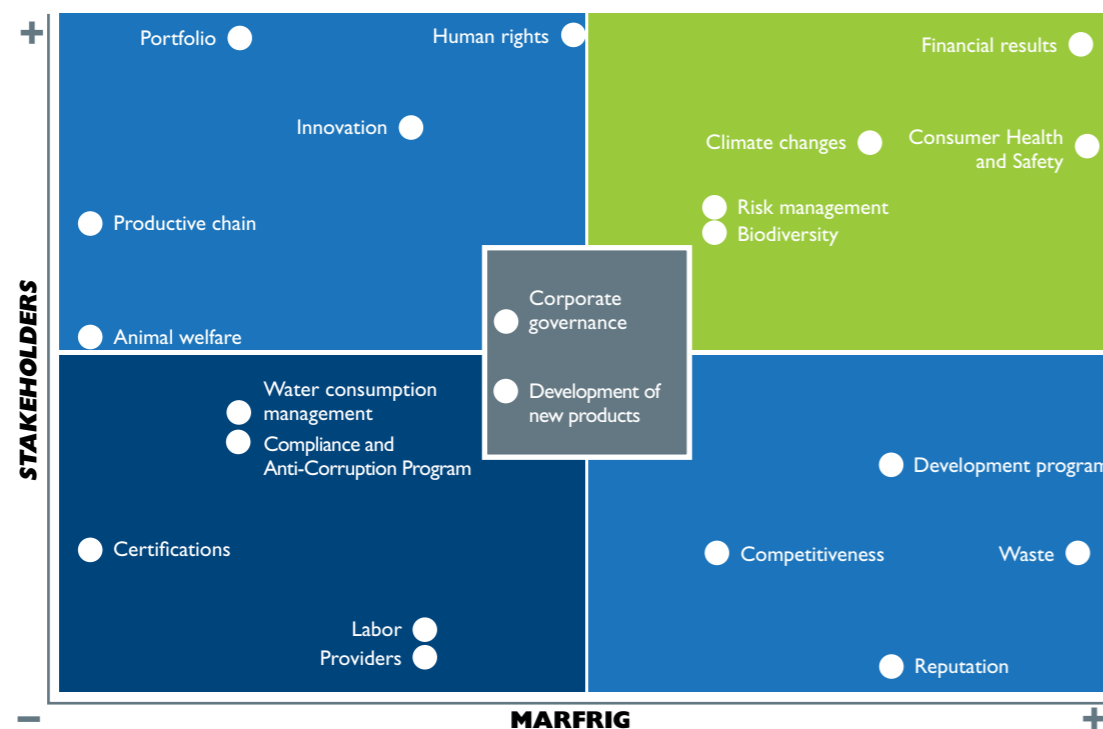 +
Portfolio
Human rights
Financial results
Innovation
Climate changes
Consumer Health
and Safety
Productive chain
Risk management
Biodiversity
Corporate
governance
Animal welfare
STAKEHOLDERS
Water consumption
management
Compliance and
Anti-Corruption Program
Development of
new products
Development program
Certifications
Competitiveness
Waste
Labor
Providers
Reputation
–
MARFRIG
+